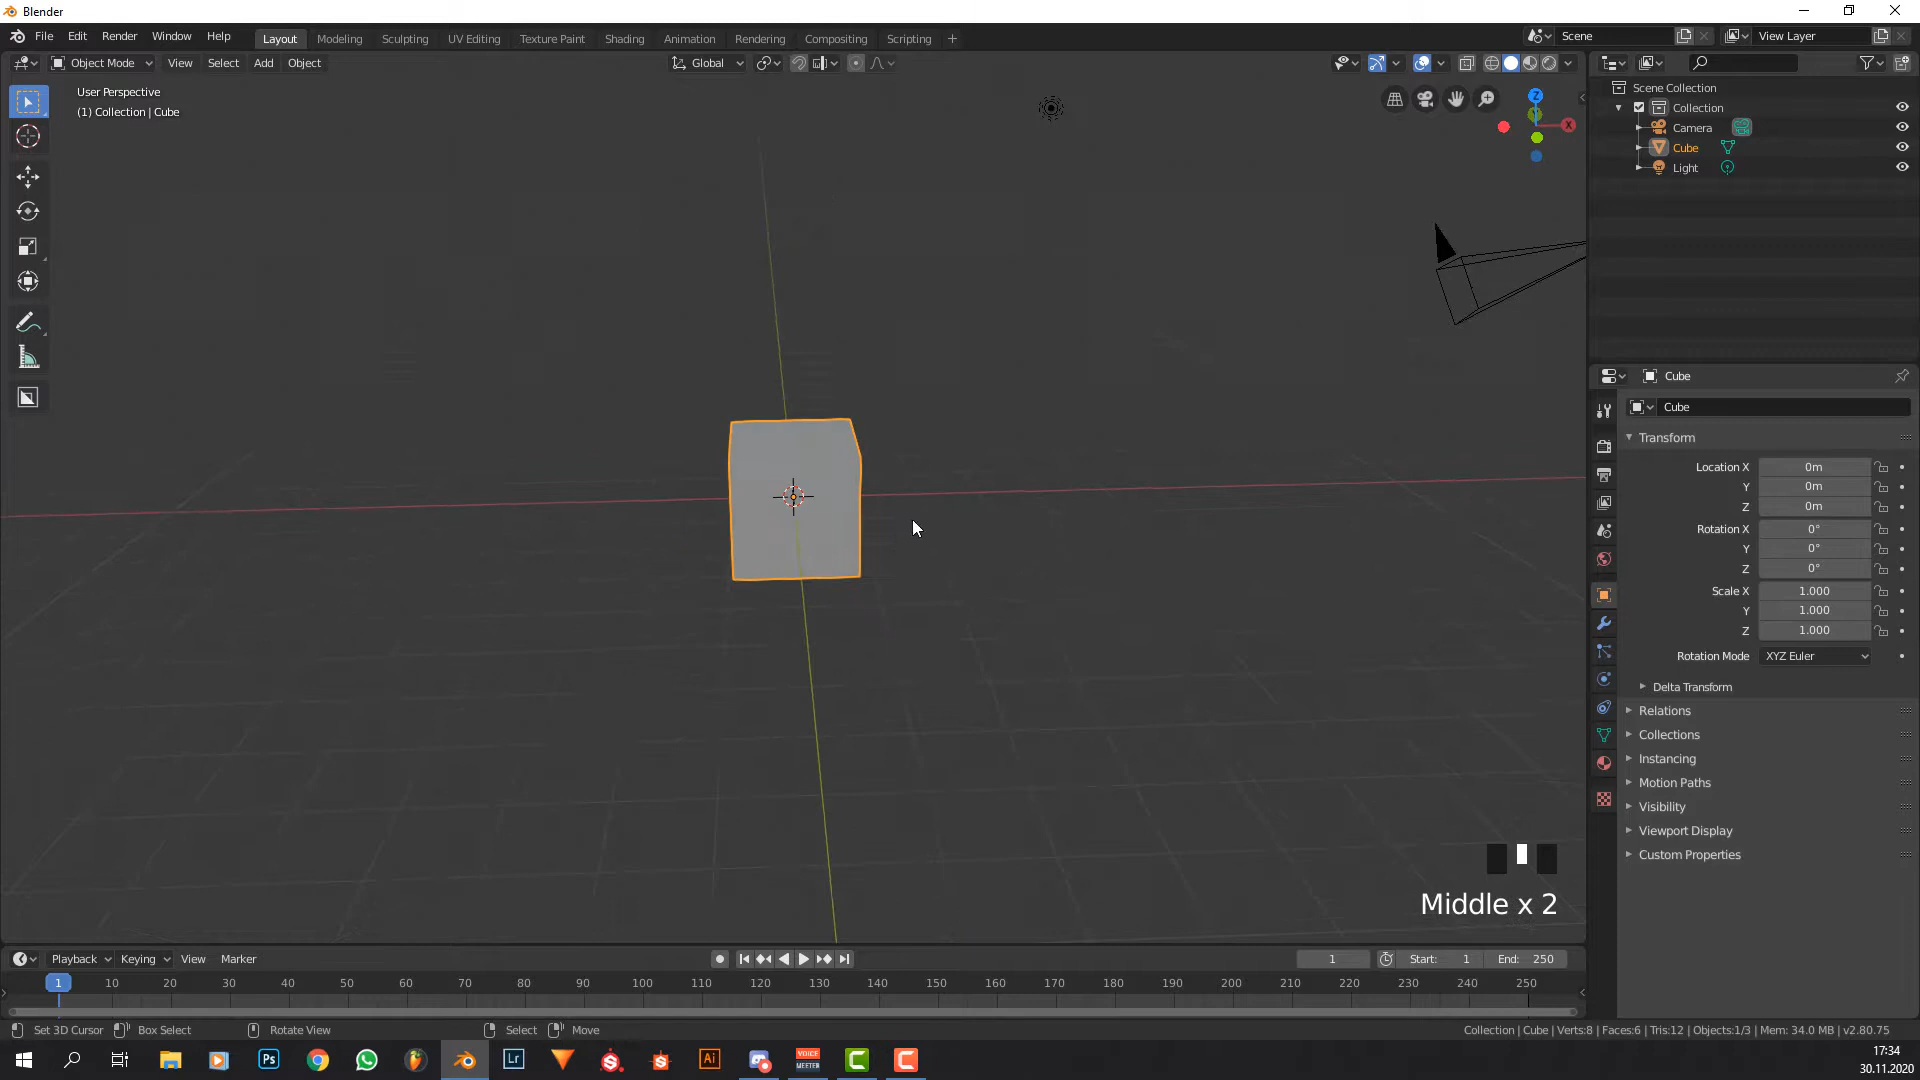 Blender
File Edit Render Window Help
Layout Modeling Sculpting UV Editing Texture Paint Shading Animation Rendering Compositing Scripting
Scene View Layer
Object Mode View Select Add Object Global
User Perspective
(1) Collection | Cube
Z
Y
X
Scene Collection
Collection
Camera
Cube
Light
Cube
Cube
Transform
Location X 0m
Y 0m
Z 0m
Rotation X 0°
Y 0°
Z 0°
Scale X 1.000
Y 1.000
Z 1.000
Rotation Mode XYZ Euler
Delta Transform
Relations
Collections
Instancing
Motion Paths
Visibility
Viewport Display
Custom Properties
Middle x 2
Playback Keying View Marker 1 Start: 1 End: 250
1 10 20 30 40 50 60 70 80 90 100 110 120 130 140 150 160 170 180 190 200 210 220 230 240 250
Set 3D Cursor Box Select Rotate View Select Move
Collection | Cube | Verts:8 | Faces:6 | Tris:12 | Objects:1/3 | Mem: 34.0 MB | v2.80.75
Ps Lr Ai VOICE MEETER
17:34
30.11.2020